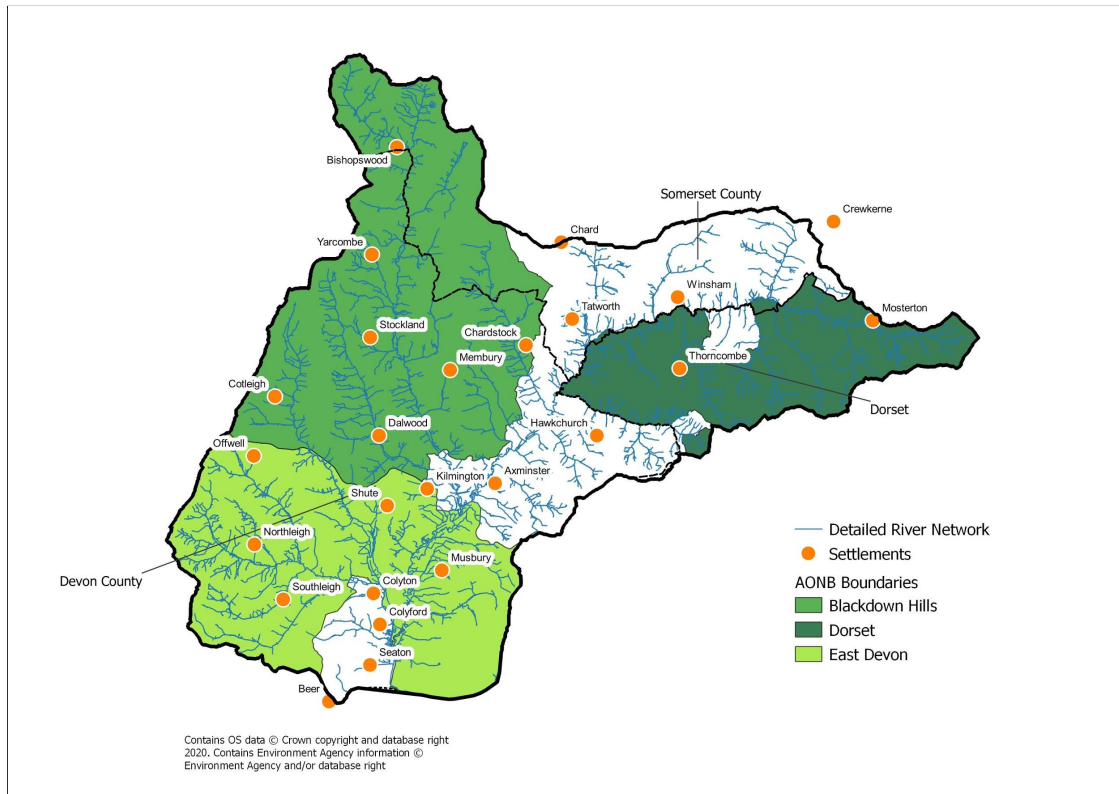 Bishopswood
Somerset County
Crewkerne
Chard
Yarcombe
Winsham
Tatworth
Mosterton
Stockland
Chardstock
Membury
Thorncombe
Cotleigh
Dorset
Dalwood
Hawkchurch
Offwell
Kilmington
Axminster
Shute
Northleigh
Devon County
Musbury
Southleigh
Colyton
Colyford
Seaton
Beer
Detailed River Network
Settlements
AONB Boundaries
Blackdown Hills
Dorset
East Devon
Contains OS data © Crown copyright and database right
2020. Contains Environment Agency information ©
Environment Agency and/or database right